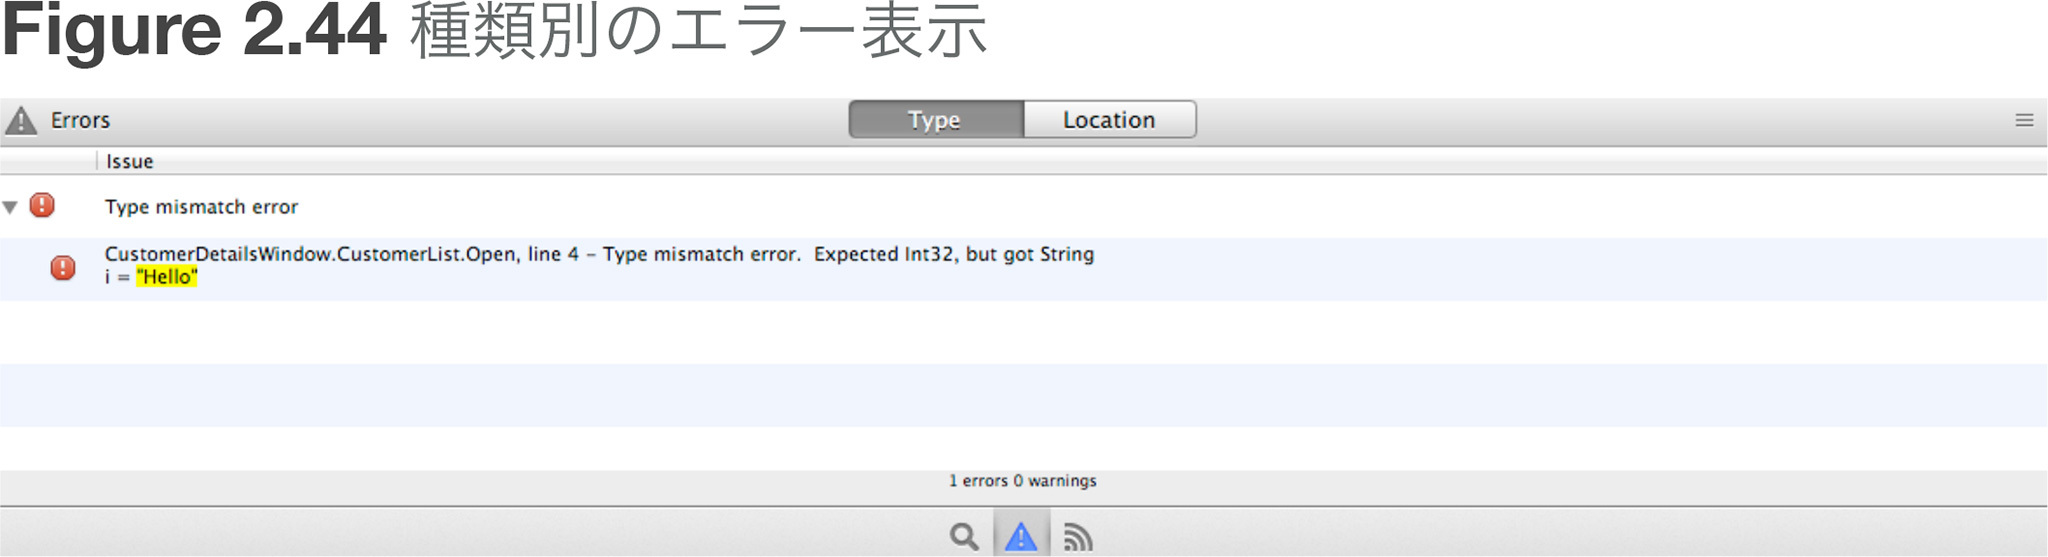 Figure 2.44 種類別のエラー表示
Errors
Type
Location
Issue
Type mismatch error
CustomerDetailsWindow.CustomerList.Open, line 4 – Type mismatch error.  Expected Int32, but got String
i = "Hello"
1 errors 0 warnings